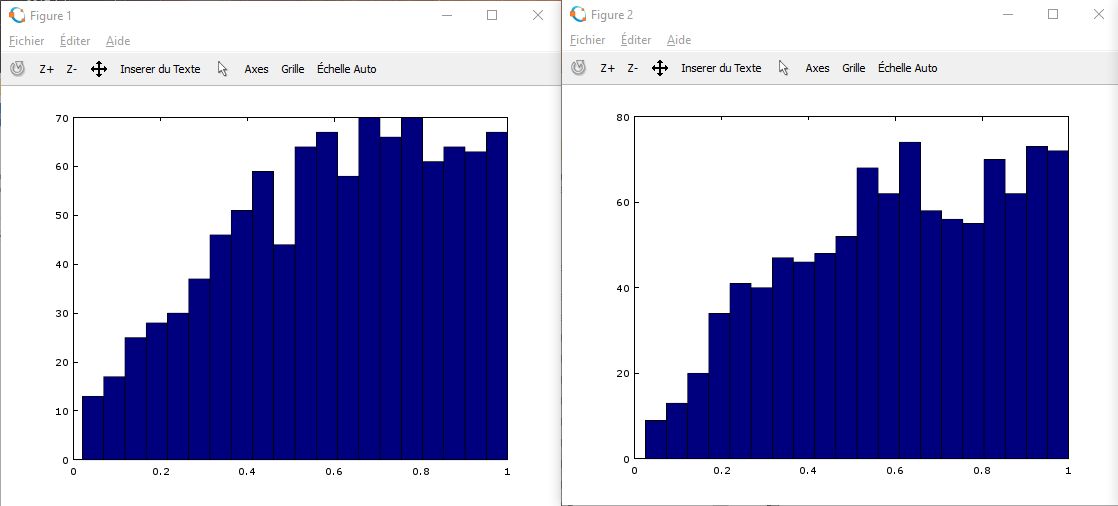 Figure 1
Fichier Éditer Aide
Z+ Z- Inserer du Texte Axes Grille Échelle Auto
70
60
50
40
30
20
10
0
0 0.2 0.4 0.6 0.8 1
Figure 2
Fichier Éditer Aide
Z+ Z- Inserer du Texte Axes Grille Échelle Auto
80
60
40
20
0
0 0.2 0.4 0.6 0.8 1